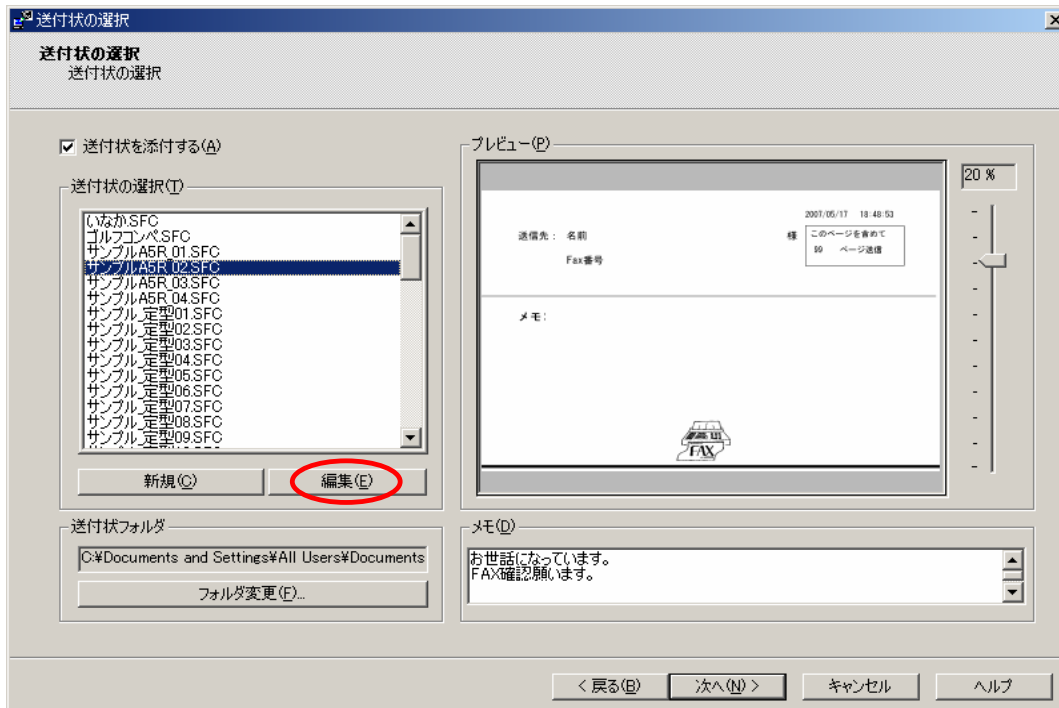 送付状の選択
送付状の選択
送付状の選択
送付状を添付する(A)
送付状の選択(T)
いなか.SFC
ゴルフコンペ.SFC
サンプルA5R_01.SFC
サンプルA5R_02.SFC
サンプルA5R_03.SFC
サンプルA5R_04.SFC
サンプル_定型01.SFC
サンプル_定型02.SFC
サンプル_定型03.SFC
サンプル_定型04.SFC
サンプル_定型05.SFC
サンプル_定型06.SFC
サンプル_定型07.SFC
サンプル_定型08.SFC
サンプル_定型09.SFC
新規(C)
編集(E)
送付状フォルダ
C:¥Documents and Settings¥All Users¥Documents
フォルダ変更(F)...
プレビュー(P)
20 %
2007/05/17 18:48:53
送信先： 名前 様
このページを含めて
99 ページ送信
Fax番号
メモ：
FAX
メモ(D)
お世話になっています。
FAX確認願います。
< 戻る(B)
次へ(N) >
キャンセル
ヘルプ